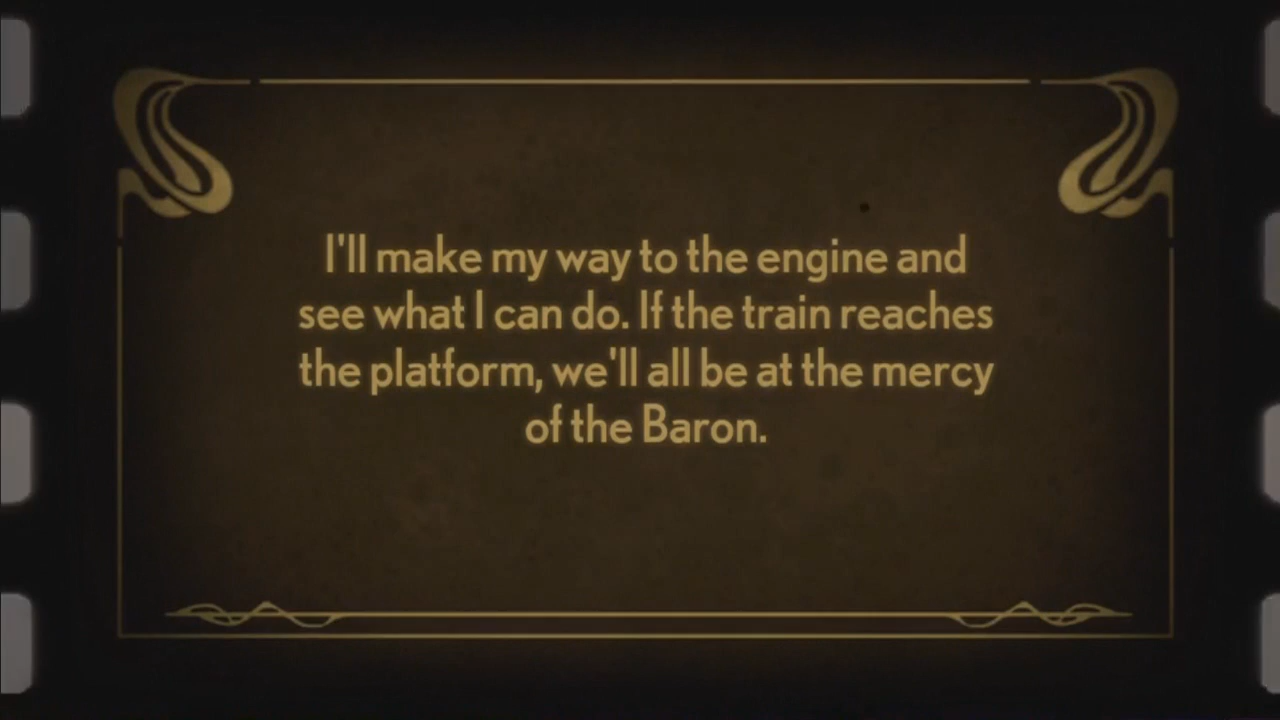 I'll make my way to the engine and
see what I can do. If the train reaches
the platform, we'll all be at the mercy
of the Baron.